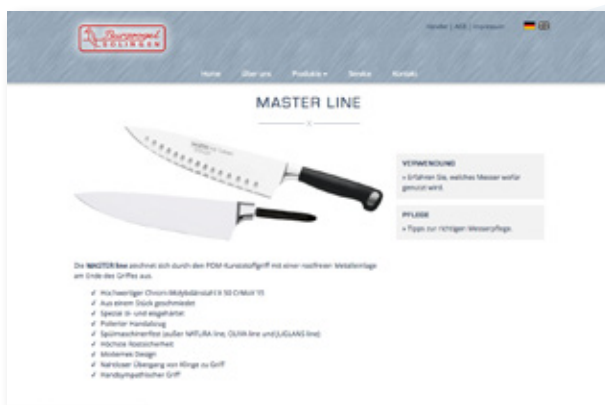 Burgvogel
SOLINGEN
Händler | AGB | Impressum
Home Über uns Produkte Service Kontakt
MASTER LINE
VERWENDUNG
» Erfahren Sie, welches Messer wofür
genutzt wird.
PFLEGE
» Tipps zur richtigen Messerpflege.
Die MASTER line zeichnet sich durch den POM-Kunststoffgriff mit einer rostfreien Metalleinlage
am Ende des Griffes aus.
✓ Hochwertiger Chrom-Molybdänstahl X 50 CrMoV 15
✓ Aus einem Stück geschmiedet
✓ Spezial öl- und eisgehärtet
✓ Polierter Handabzug
✓ Spülmaschinenfest (außer NATURA line, OLIVA line und JUGLANS line)
✓ Höchste Rostsicherheit
✓ Modernes Design
✓ Nahtloser Übergang von Klinge zu Griff
✓ Handsympathischer Griff